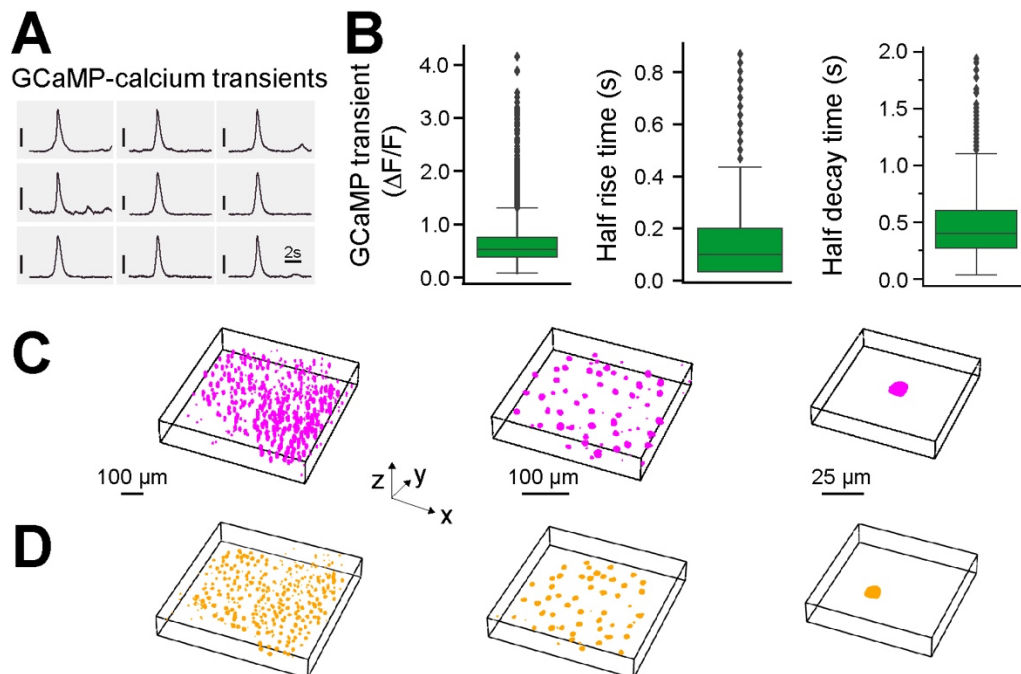 A
GCaMP-calcium transients
2s
B
GCaMP transient
(ΔF/F)
4.0
3.0
2.0
1.0
0.0
Half rise time (s)
0.8
0.6
0.4
0.2
0.0
Half decay time (s)
2.0
1.5
1.0
0.5
0.0
C
100 µm
100 µm
25 µm
z
y
x
D